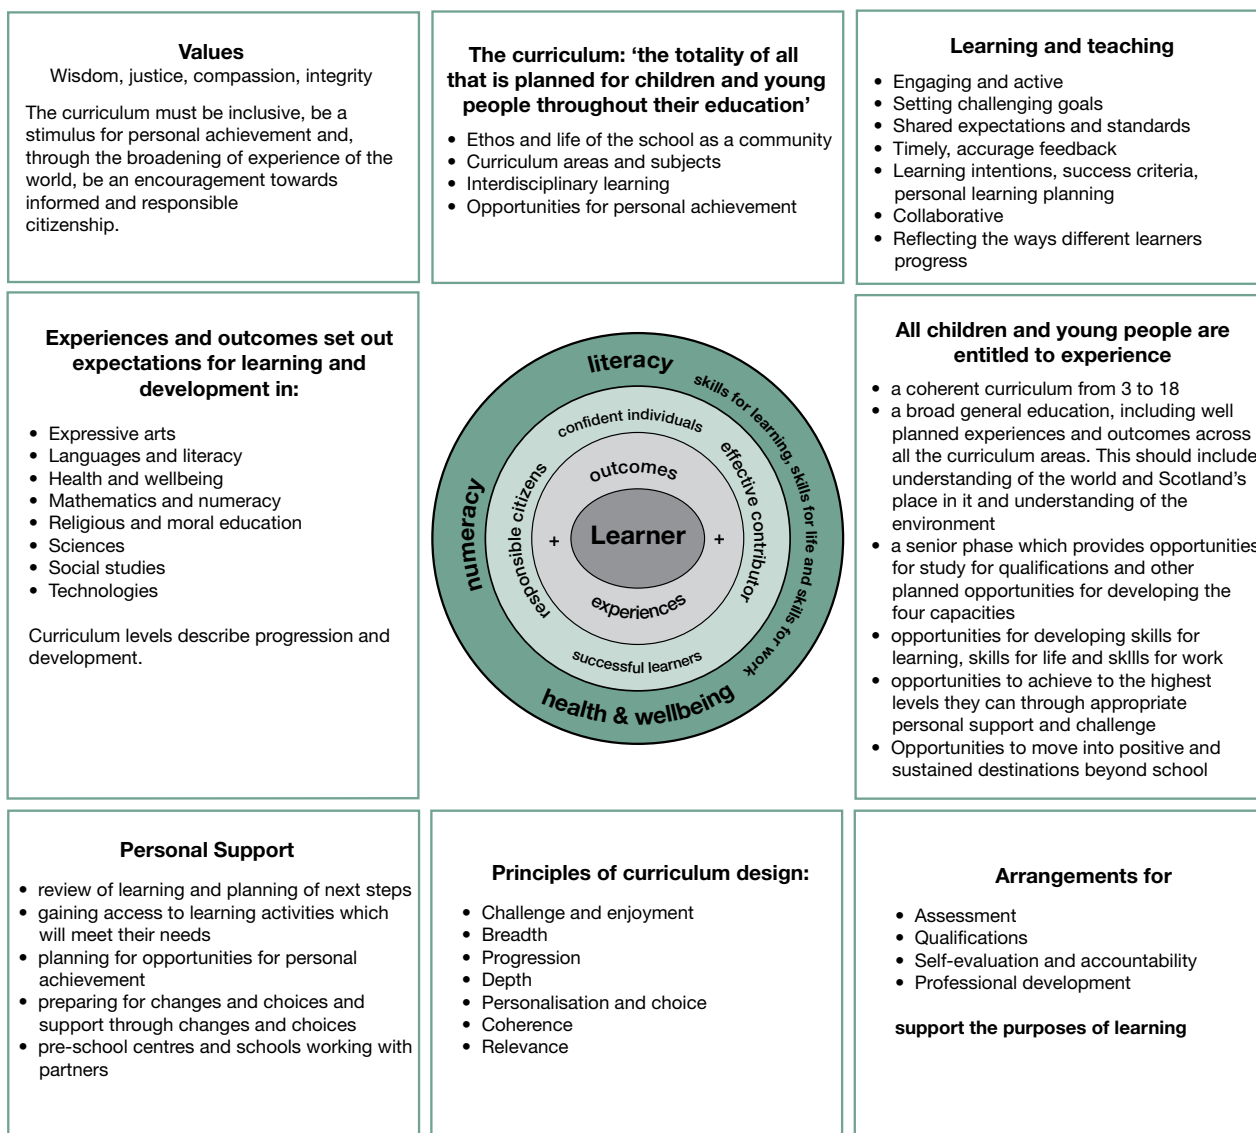 Values
Wisdom, justice, compassion, integrity
The curriculum must be inclusive, be a
stimulus for personal achievement and,
through the broadening of experience of the
world, be an encouragement towards
informed and responsible
citizenship.
The curriculum: ‘the totality of all
that is planned for children and young
people throughout their education’
• Ethos and life of the school as a community
• Curriculum areas and subjects
• Interdisciplinary learning
• Opportunities for personal achievement
Learning and teaching
• Engaging and active
• Setting challenging goals
• Shared expectations and standards
• Timely, accurage feedback
• Learning intentions, success criteria,
personal learning planning
• Collaborative
• Reflecting the ways different learners
progress
Experiences and outcomes set out
expectations for learning and
development in:
• Expressive arts
• Languages and literacy
• Health and wellbeing
• Mathematics and numeracy
• Religious and moral education
• Sciences
• Social studies
• Technologies
Curriculum levels describe progression and
development.
literacy
skills for learning, skills for life and skills for work
numeracy
health & wellbeing
confident individuals
effective contributor
responsible citizens
successful learners
outcomes
+ Learner +
experiences
All children and young people are
entitled to experience
• a coherent curriculum from 3 to 18
• a broad general education, including well
planned experiences and outcomes across
all the curriculum areas. This should include
understanding of the world and Scotland’s
place in it and understanding of the
environment
• a senior phase which provides opportunities
for study for qualifications and other
planned opportunities for developing the
four capacities
• opportunities for developing skills for
learning, skills for life and skllls for work
• opportunities to achieve to the highest
levels they can through appropriate
personal support and challenge
• Opportunities to move into positive and
sustained destinations beyond school
Personal Support
• review of learning and planning of next steps
• gaining access to learning activities which
will meet their needs
• planning for opportunities for personal
achievement
• preparing for changes and choices and
support through changes and choices
• pre-school centres and schools working with
partners
Principles of curriculum design:
• Challenge and enjoyment
• Breadth
• Progression
• Depth
• Personalisation and choice
• Coherence
• Relevance
Arrangements for
• Assessment
• Qualifications
• Self-evaluation and accountability
• Professional development
support the purposes of learning